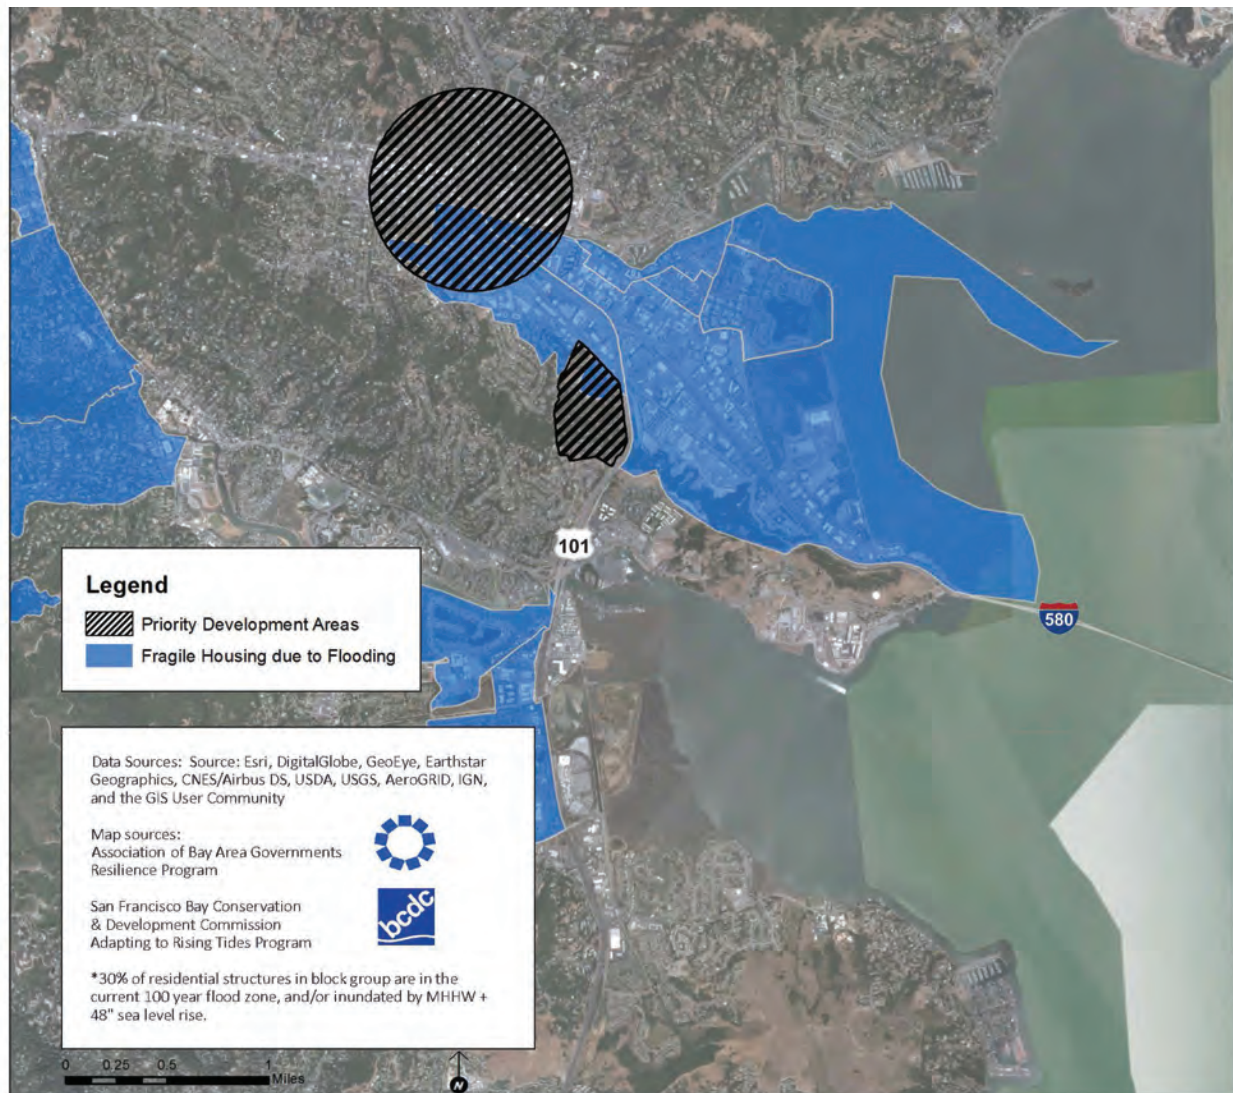 101
580
Legend
Priority Development Areas
Fragile Housing due to Flooding
Data Sources: Source: Esri, DigitalGlobe, GeoEye, Earthstar
Geographics, CNES/Airbus DS, USDA, USGS, AeroGRID, IGN,
and the GIS User Community
Map sources:
Association of Bay Area Governments
Resilience Program
San Francisco Bay Conservation
& Development Commission
Adapting to Rising Tides Program
bcdc
*30% of residential structures in block group are in the
current 100 year flood zone, and/or inundated by MHHW +
48" sea level rise.
0 0.25 0.5 1
Miles
N